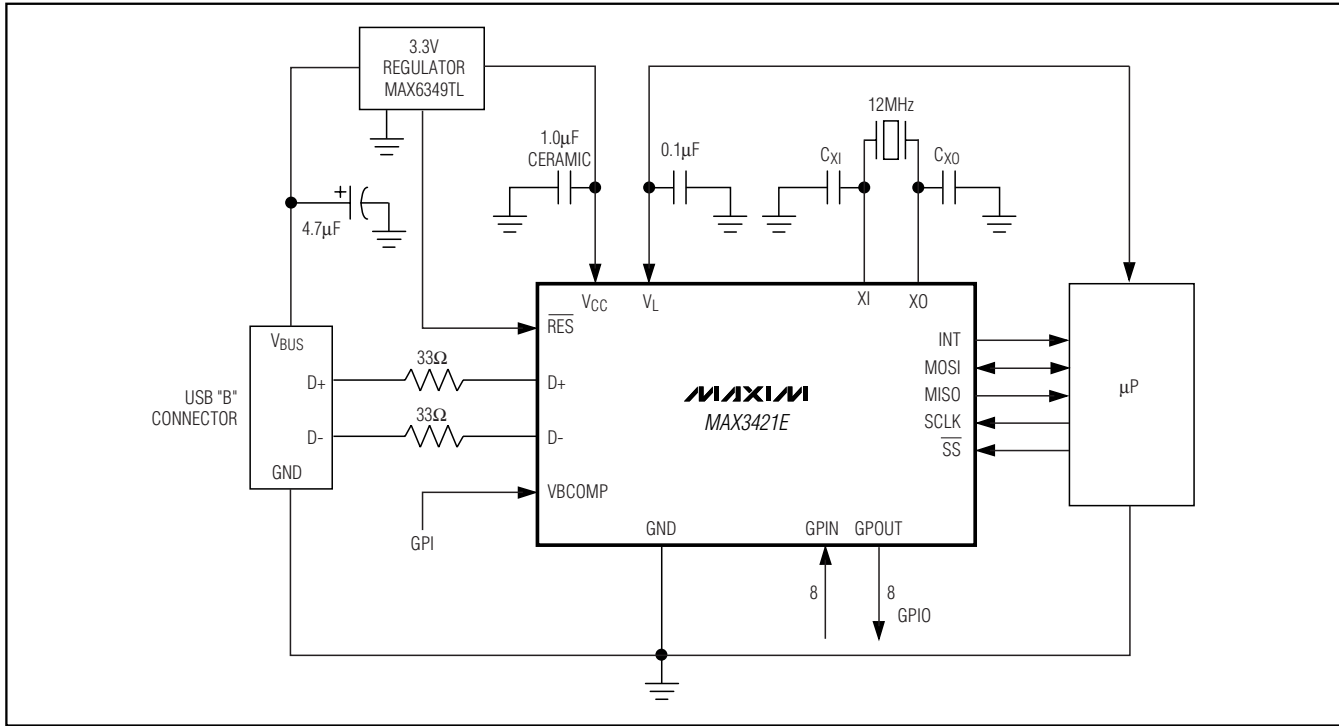 3.3V
REGULATOR
MAX6349TL
1.0μF
CERAMIC
0.1μF
12MHz
CXI
CXO
+
4.7μF
VCC
VL
XI
XO
RES
VBUS
D+
D-
GND
USB "B"
CONNECTOR
33Ω
33Ω
D+
D-
VBCOMP
GPI
MAXIM
MAX3421E
INT
MOSI
MISO
SCLK
SS
μP
GND
GPIN
GPOUT
8
8
GPIO